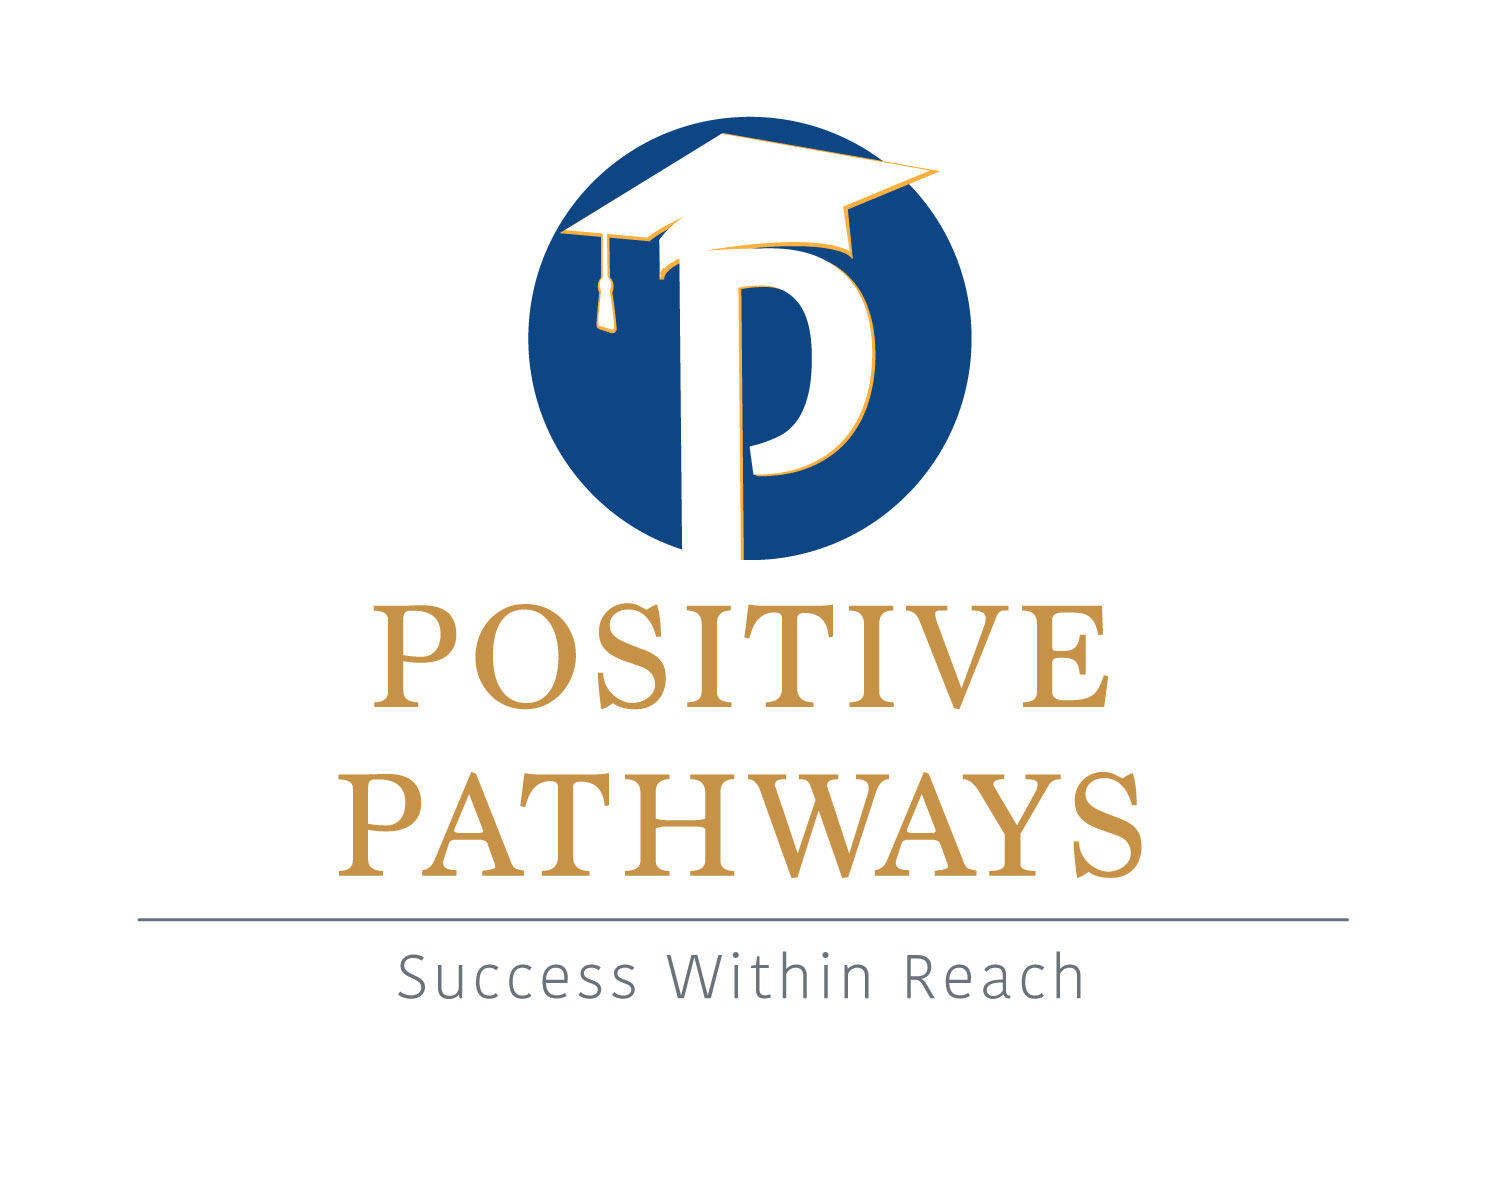 P
POSITIVE
PATHWAYS
Success Within Reach